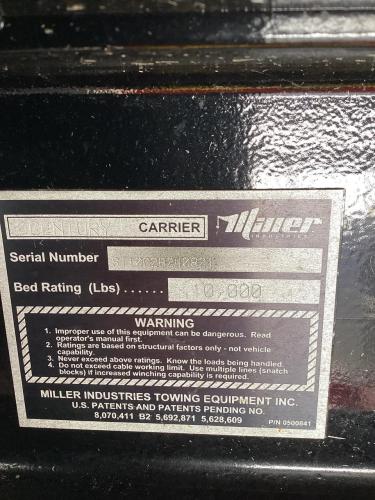 CENTURY CARRIER Miller
INDUSTRIES
Serial Number
Bed Rating (Lbs)...... 10,000
WARNING
1. Improper use of this equipment can be dangerous. Read
operator's manual first.
2. Ratings are based on structural factors only - not vehicle
capability.
3. Never exceed above ratings. Know the loads being handled.
4. Do not exceed cable working limit. Use multiple lines (snatch
blocks) if increased winching capability is required.
MILLER INDUSTRIES TOWING EQUIPMENT INC.
U.S. PATENTS AND PATENTS PENDING NO.
8,070,411 B2 5,692,871 5,628,609
P/N 0500841